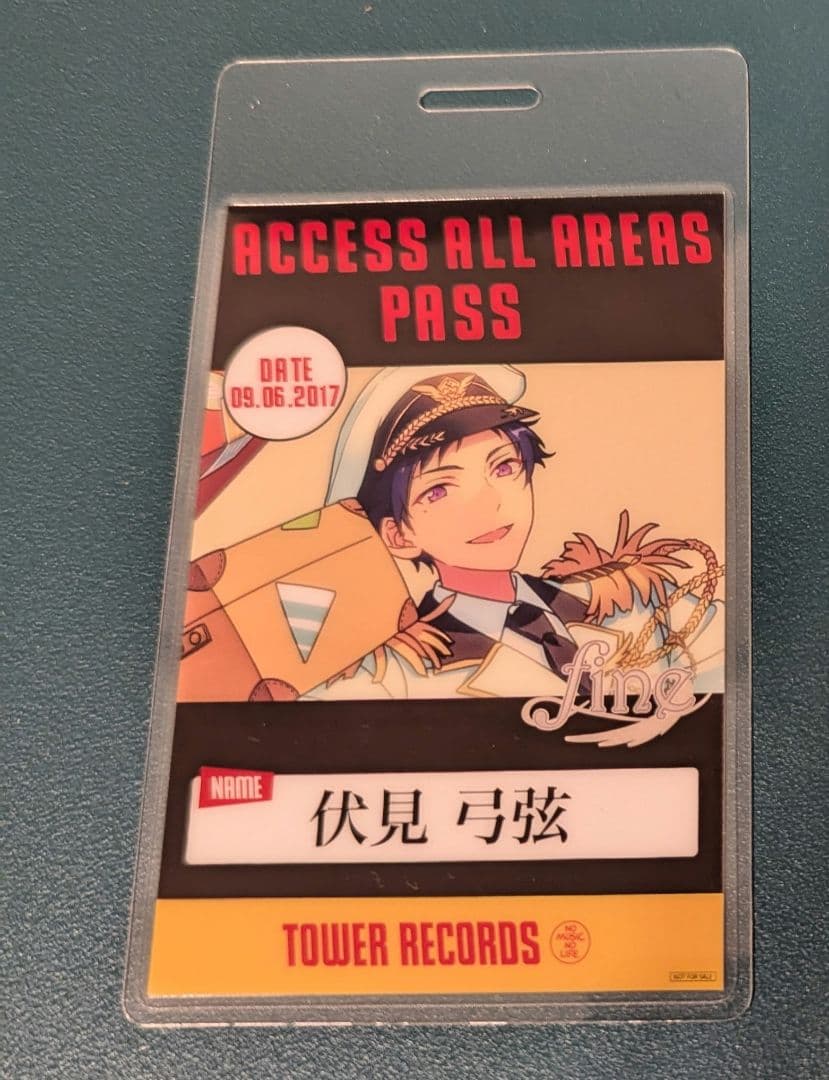 ACCESS ALL AREAS
PASS
DATE
09.06.2017
fine
NAME
伏見 弓弦
TOWER RECORDS
NO
MUSIC,
NO
LIFE
NOT FOR SALE